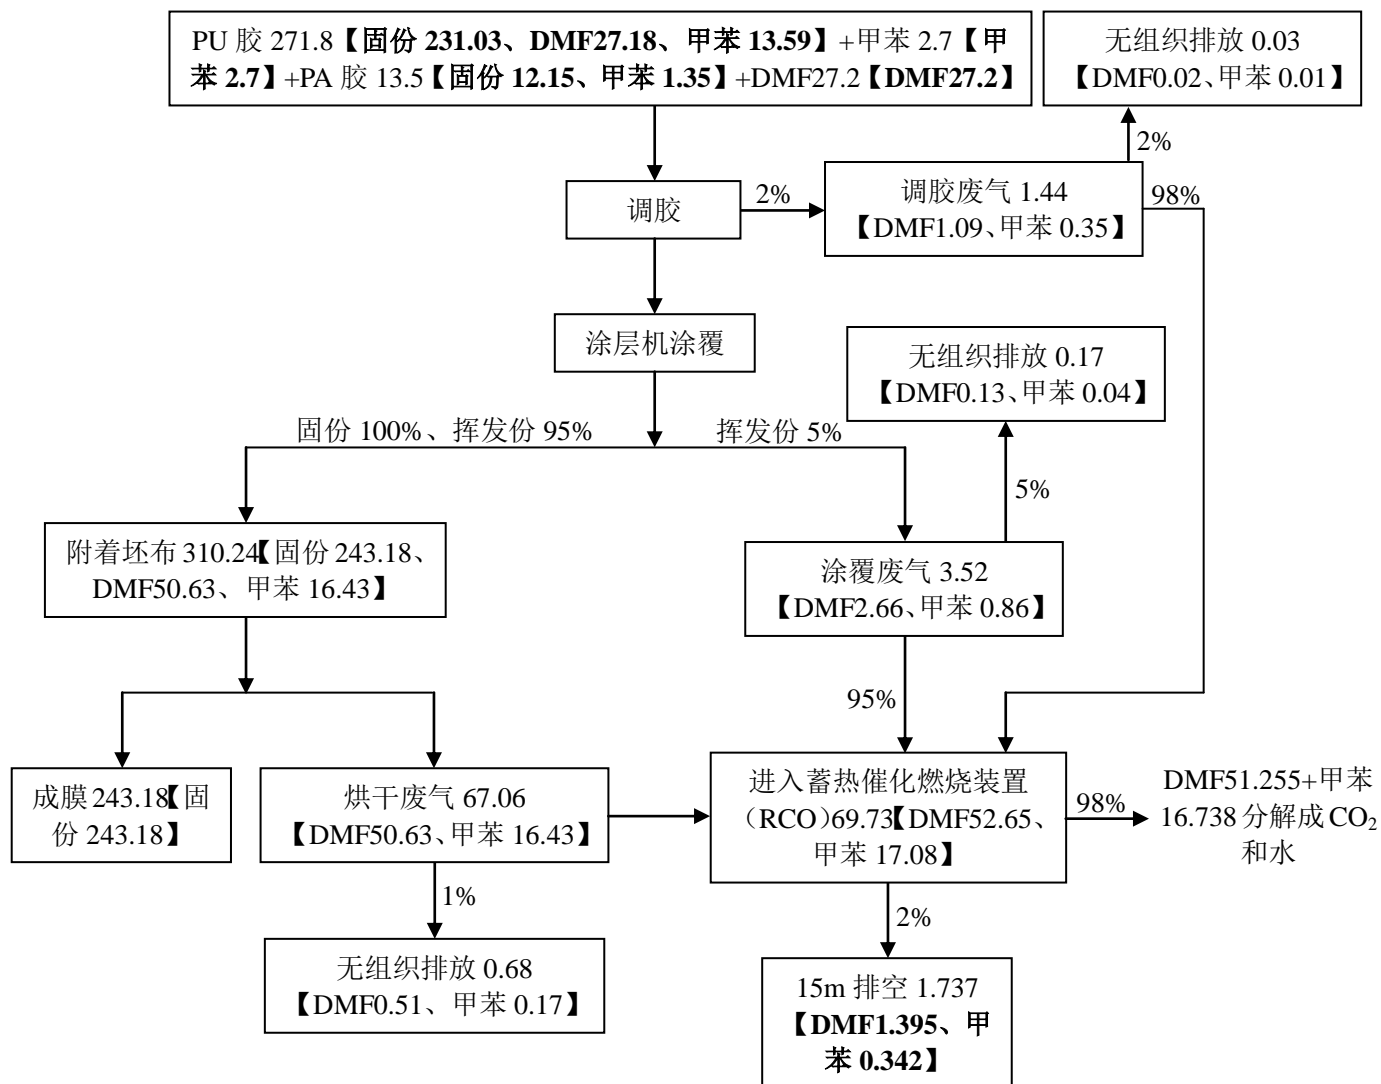 PU 胶 271.8【固份 231.03、DMF27.18、甲苯 13.59】+甲苯 2.7【甲
苯 2.7】+PA 胶 13.5【固份 12.15、甲苯 1.35】+DMF27.2【DMF27.2】
无组织排放 0.03
【DMF0.02、甲苯 0.01】
2%
调胶
2%
调胶废气 1.44
【DMF1.09、甲苯 0.35】
98%
涂层机涂覆
无组织排放 0.17
【DMF0.13、甲苯 0.04】
固份 100%、挥发份 95%
挥发份 5%
5%
附着坯布 310.24【固份 243.18、
DMF50.63、甲苯 16.43】
涂覆废气 3.52
【DMF2.66、甲苯 0.86】
95%
成膜 243.18【固
份 243.18】
烘干废气 67.06
【DMF50.63、甲苯 16.43】
进入蓄热催化燃烧装置
（RCO）69.73【DMF52.65、
甲苯 17.08】
98%
DMF51.255+甲苯
16.738 分解成 CO₂
和水
1%
2%
无组织排放 0.68
【DMF0.51、甲苯 0.17】
15m 排空 1.737
【DMF1.395、甲
苯 0.342】